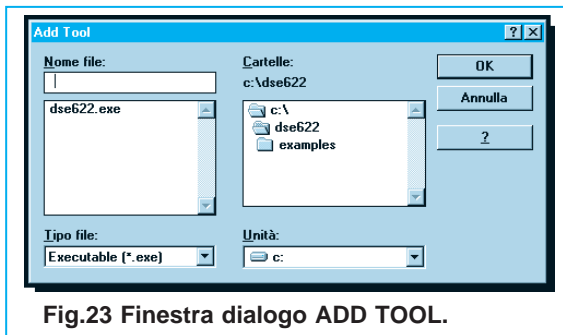 Add Tool
?
Nome file:
dse622.exe
Tipo file:
Executable (*.exe)
Cartelle:
c:\dse622
c:\
dse622
examples
Unità:
c:
OK
Annulla
?
Fig.23 Finestra dialogo ADD TOOL.